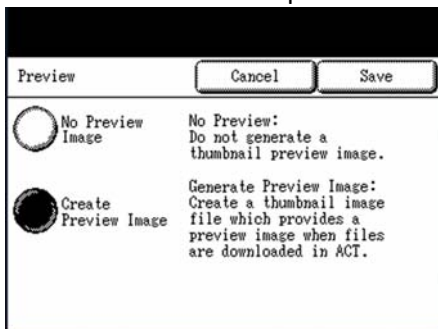 Preview
Cancel
Save
No Preview
Image
No Preview:
Do not generate a
thumbnail preview image.
Create
Preview Image
Generate Preview Image:
Create a thumbnail image
file which provides a
preview image when files
are downloaded in ACT.